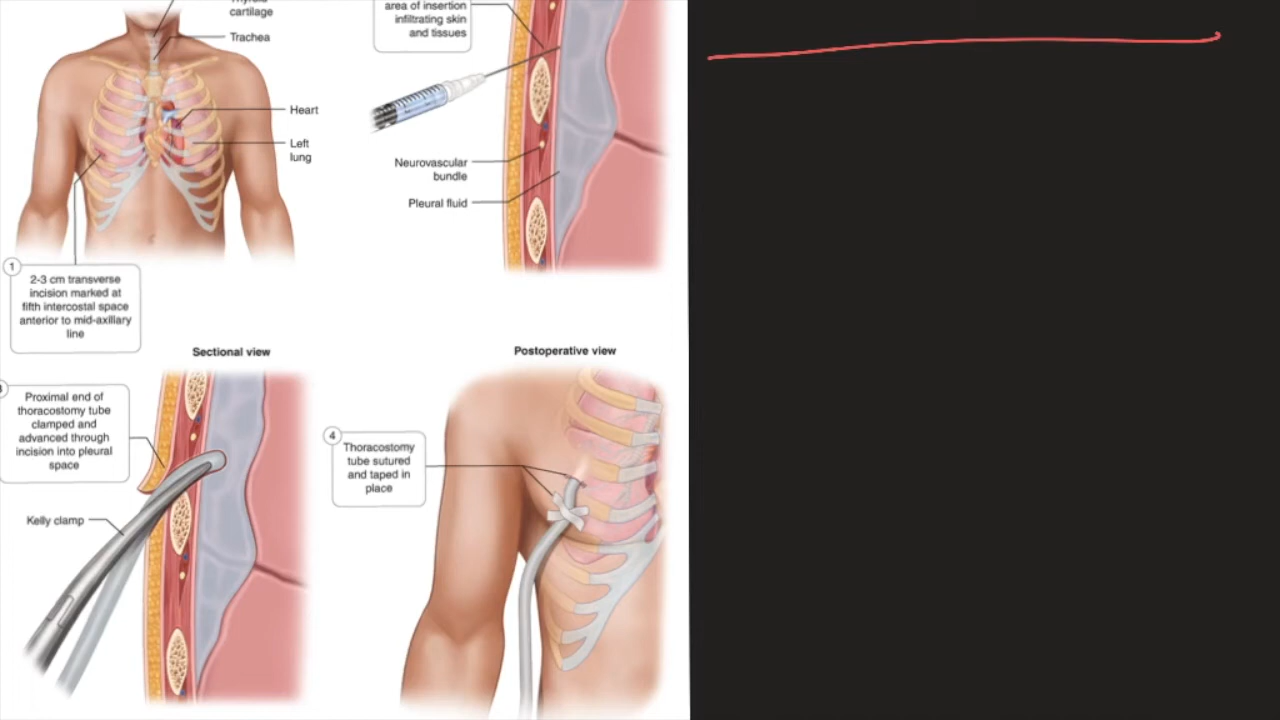 Thyroid
cartilage
Trachea
Heart
Left
lung
1
2-3 cm transverse
incision marked at
fifth intercostal space
anterior to mid-axillary
line
area of insertion
infiltrating skin
and tissues
Neurovascular
bundle
Pleural fluid
Sectional view
Proximal end of
thoracostomy tube
clamped and
advanced through
incision into pleural
space
Kelly clamp
Postoperative view
4
Thoracostomy
tube sutured
and taped in
place